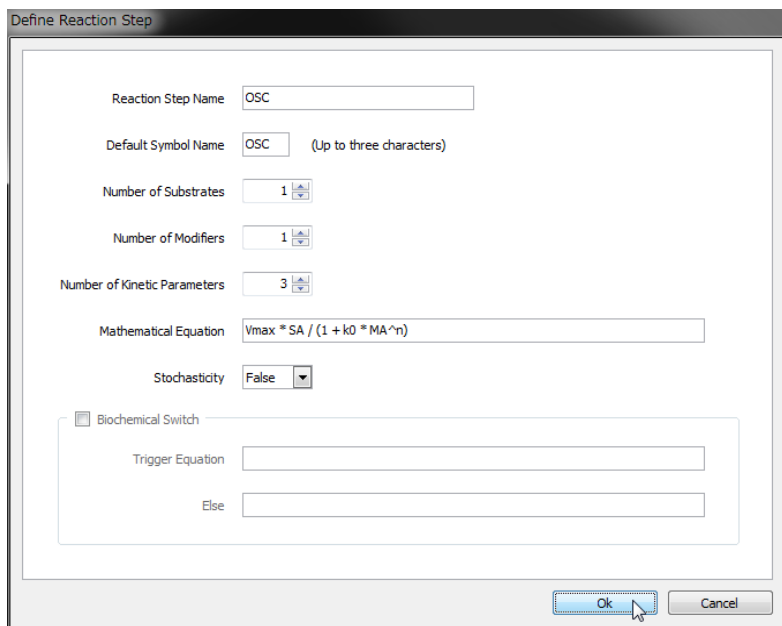 Define Reaction Step
Reaction Step Name OSC
Default Symbol Name OSC (Up to three characters)
Number of Substrates 1
Number of Modifiers 1
Number of Kinetic Parameters 3
Mathematical Equation Vmax * SA / (1 + k0 * MA^n)
Stochasticity False
Biochemical Switch
Trigger Equation
Else
Ok Cancel